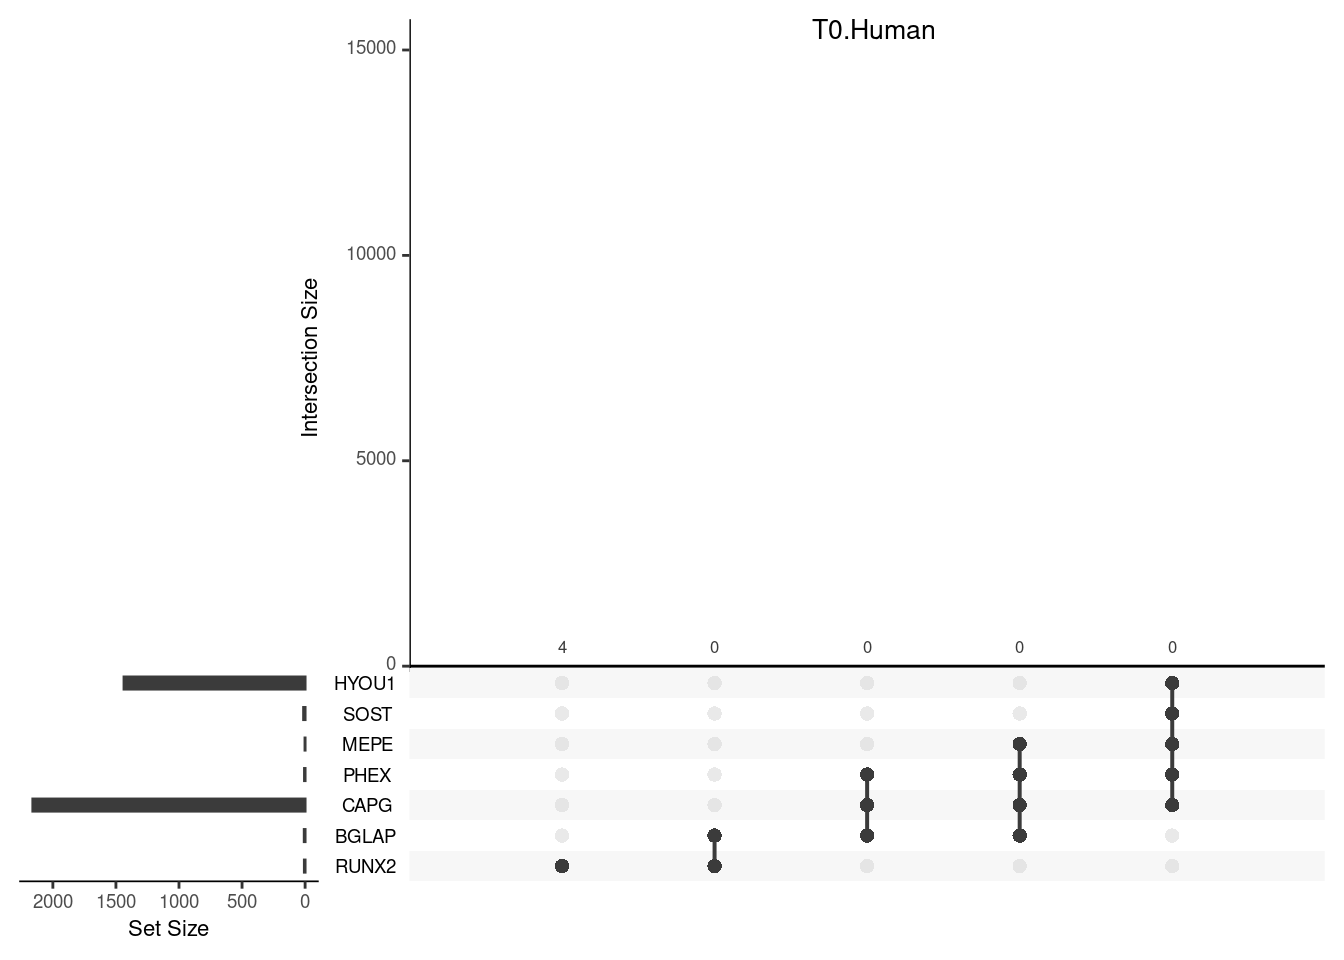 T0.Human
15000
10000
5000
0
Intersection Size
4 0 0 0 0
HYOU1
SOST
MEPE
PHEX
CAPG
BGLAP
RUNX2
2000 1500 1000 500 0
Set Size